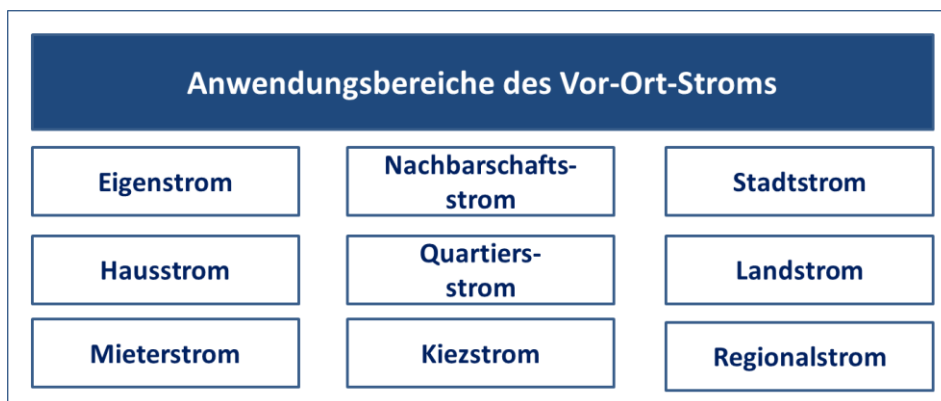 Anwendungsbereiche des Vor-Ort-Stroms
Eigenstrom
Nachbarschafts-
strom
Stadtstrom
Hausstrom
Quartiers-
strom
Landstrom
Mieterstrom
Kiezstrom
Regionalstrom